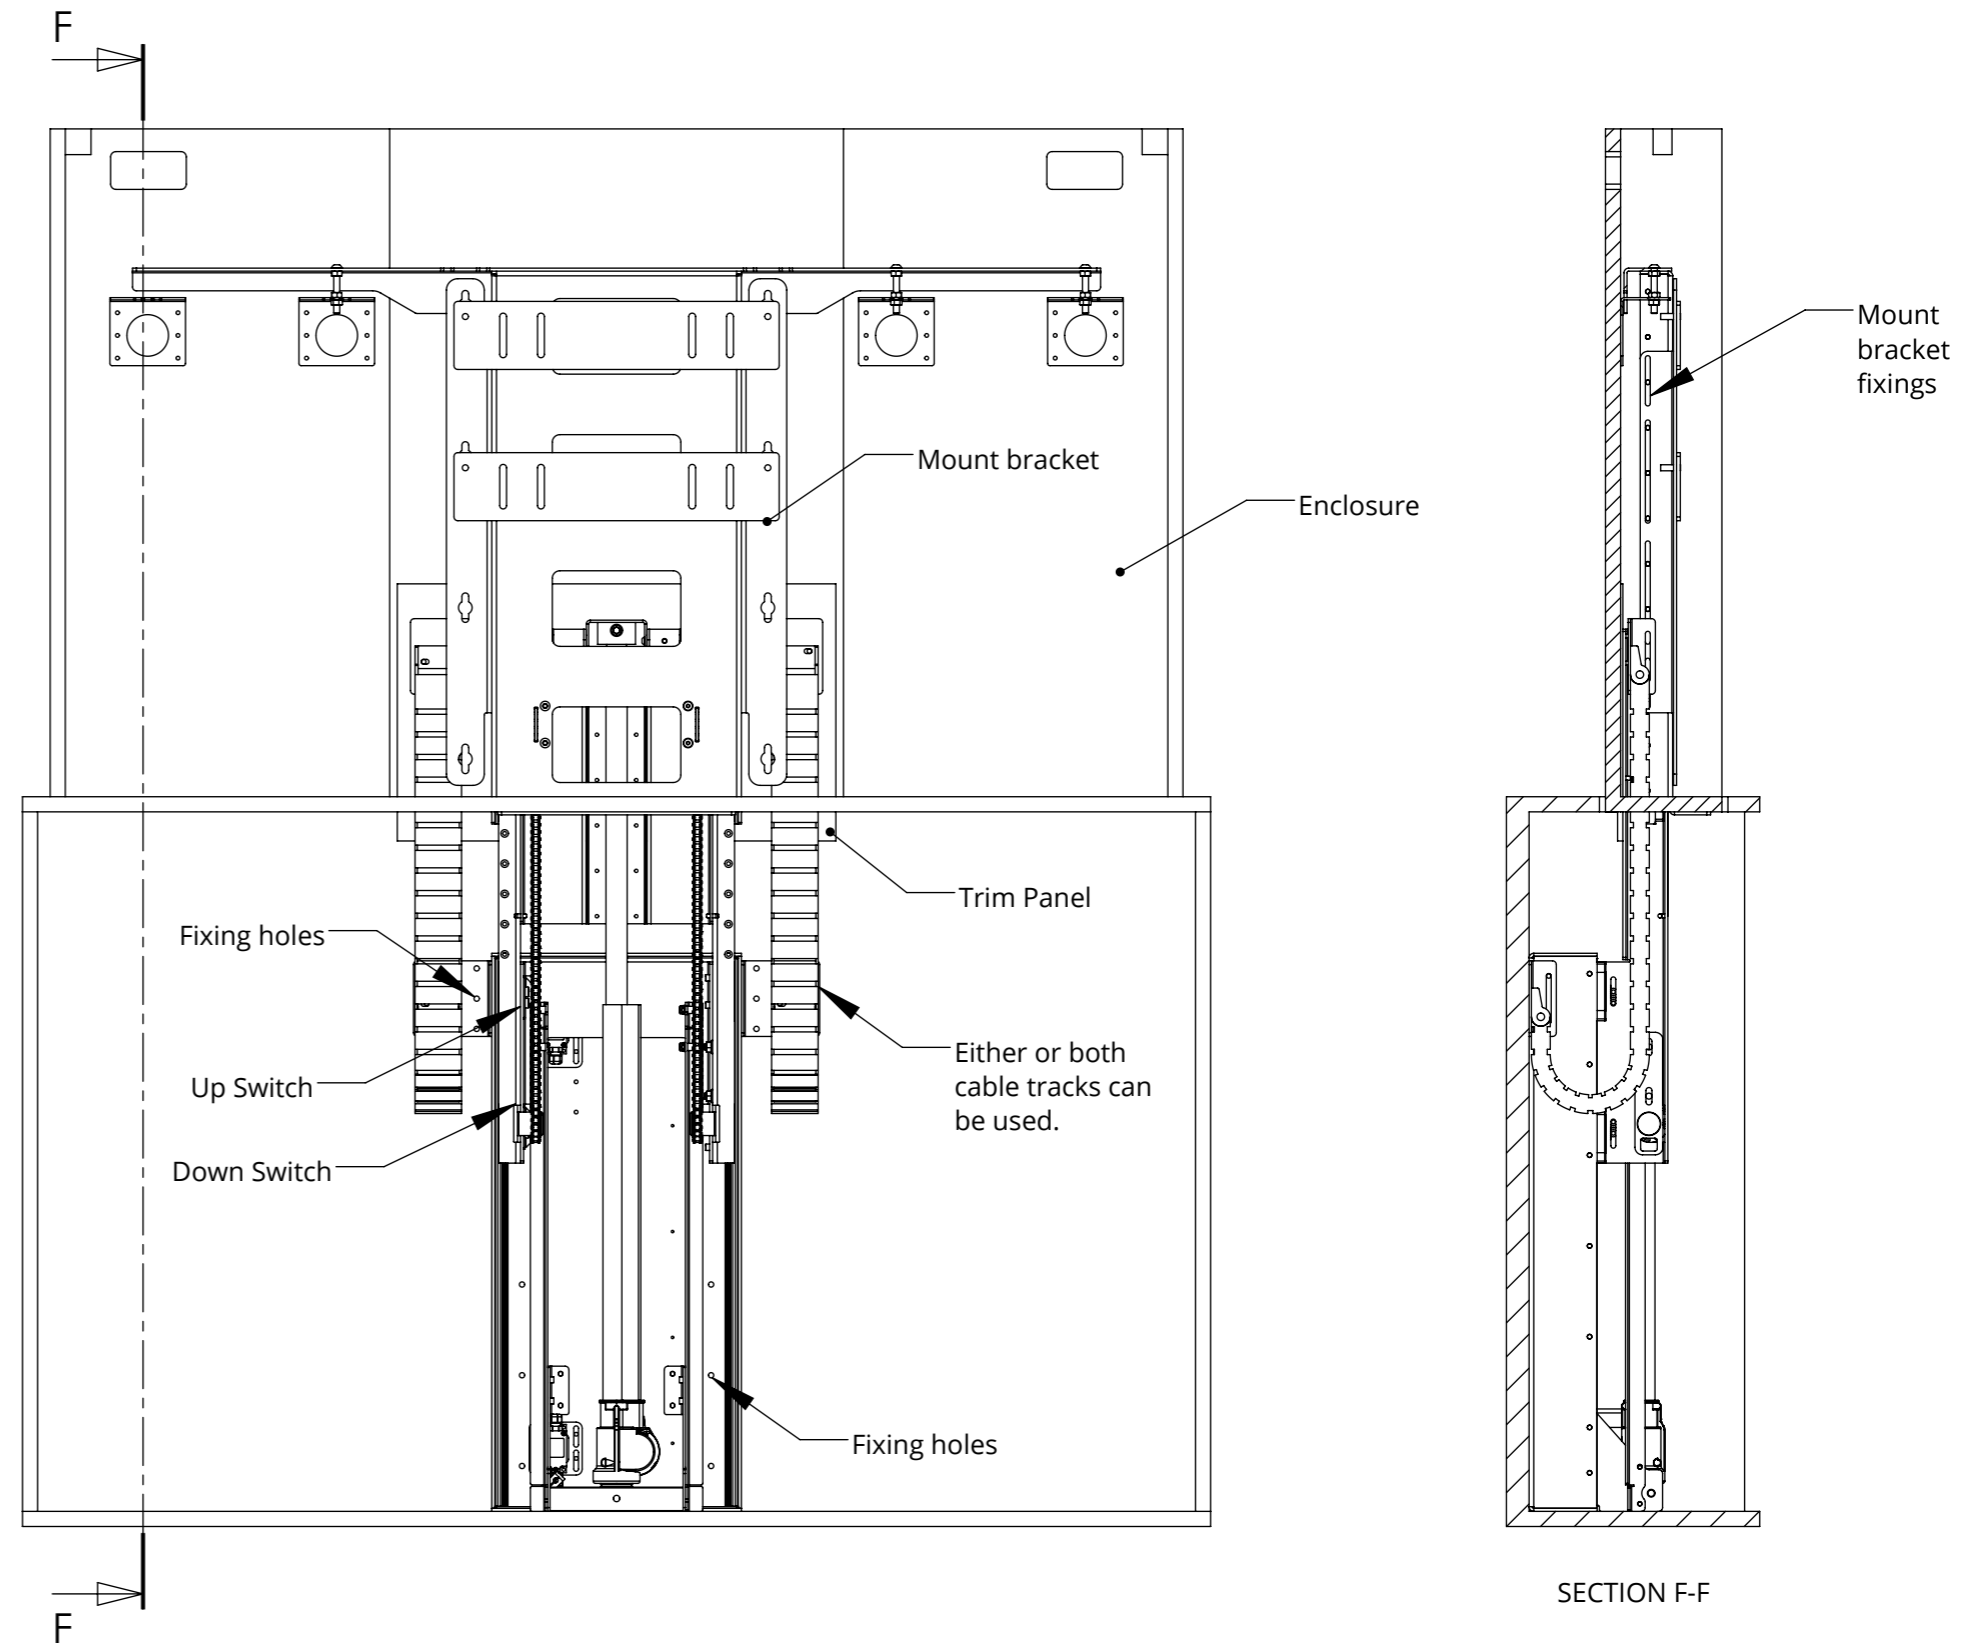 F
Mount
bracket
fixings
Mount bracket
Enclosure
Trim Panel
Fixing holes
Either or both
cable tracks can
be used.
Up Switch
Down Switch
Fixing holes
SECTION F-F
F